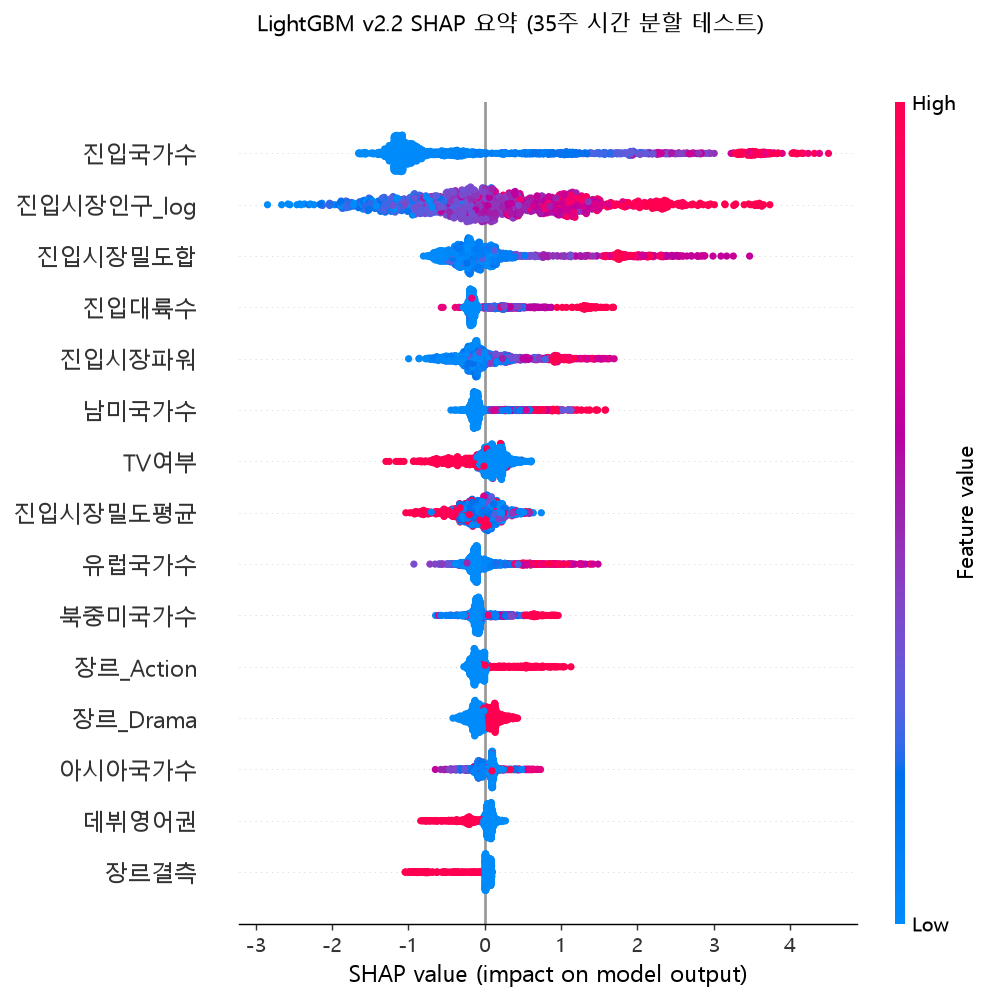 LightGBM v2.2 SHAP 요약 (35주 시간 분할 테스트)
High
진입국가수
진입시장인구_log
진입시장밀도합
진입대륙수
진입시장파워
남미국가수
TV여부
진입시장밀도평균
유럽국가수
북중미국가수
장르_Action
장르_Drama
아시아국가수
데뷔영어권
장르결측
Feature value
Low
-3 -2 -1 0 1 2 3 4
SHAP value (impact on model output)